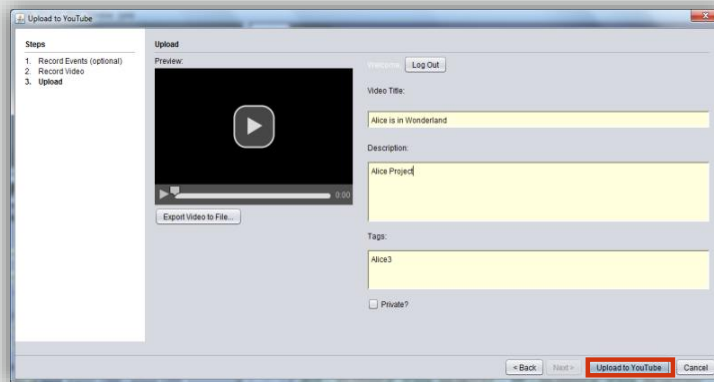 Upload to YouTube
Steps
1. Record Events (optional)
2. Record Video
3. Upload
Upload
Preview:
0:00
Export Video to File...
Welcome Log Out
Video Title:
Alice is in Wonderland
Description:
Alice Project
Tags:
Alice3
Private?
< Back Next > Upload to YouTube Cancel